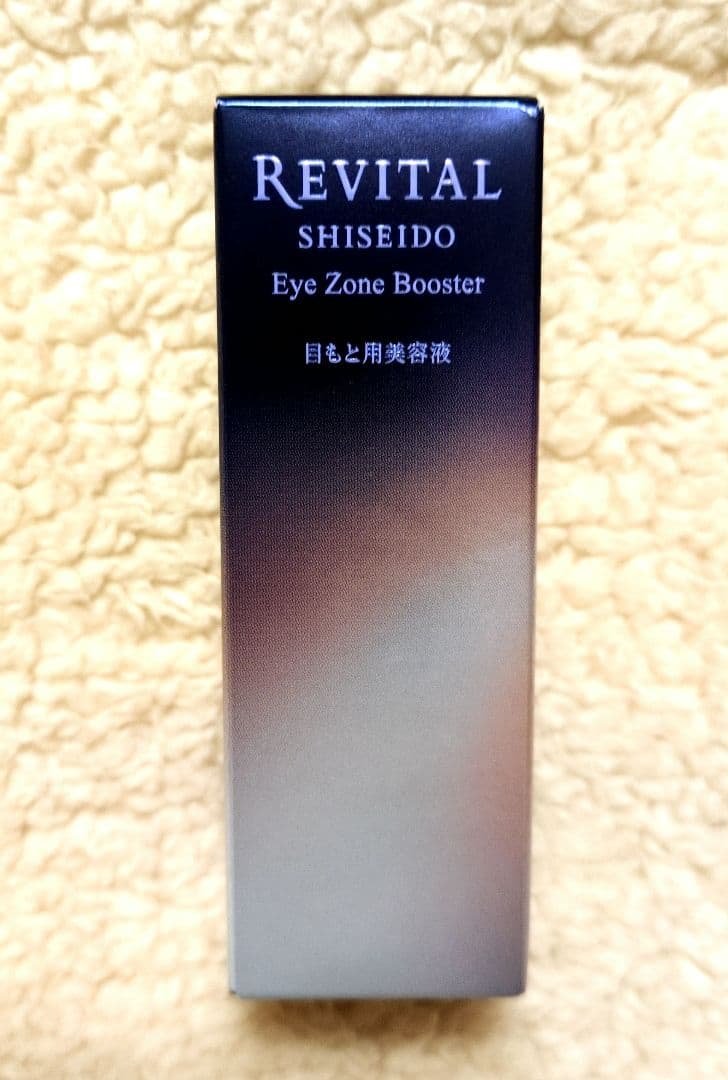 REVITAL
SHISEIDO
Eye Zone Booster
目もと用美容液